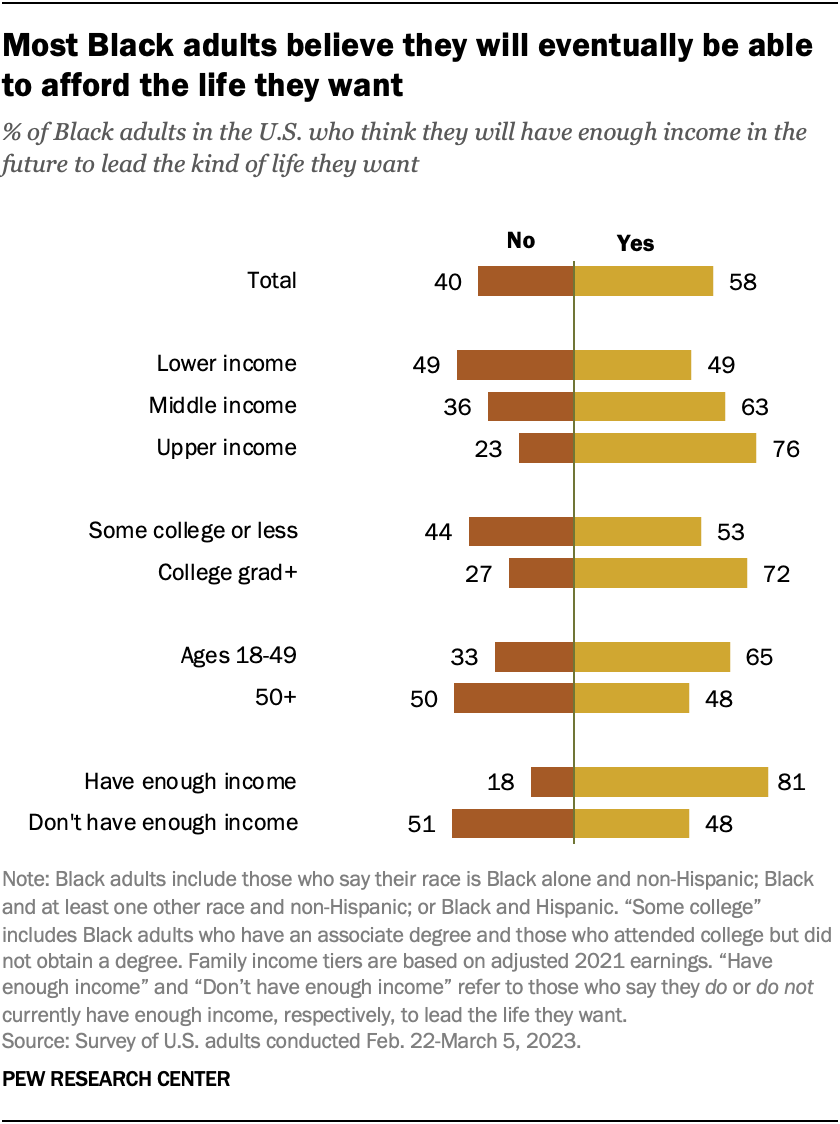 Most Black adults believe they will eventually be able
to afford the life they want
% of Black adults in the U.S. who think they will have enough income in the
future to lead the kind of life they want
No Yes
Total 40 58
Lower income 49 49
Middle income 36 63
Upper income 23 76
Some college or less 44 53
College grad+ 27 72
Ages 18-49 33 65
50+ 50 48
Have enough income 18 81
Don't have enough income 51 48
Note: Black adults include those who say their race is Black alone and non-Hispanic; Black
and at least one other race and non-Hispanic; or Black and Hispanic. “Some college”
includes Black adults who have an associate degree and those who attended college but did
not obtain a degree. Family income tiers are based on adjusted 2021 earnings. “Have
enough income” and “Don’t have enough income” refer to those who say they do or do not
currently have enough income, respectively, to lead the life they want.
Source: Survey of U.S. adults conducted Feb. 22-March 5, 2023.
PEW RESEARCH CENTER